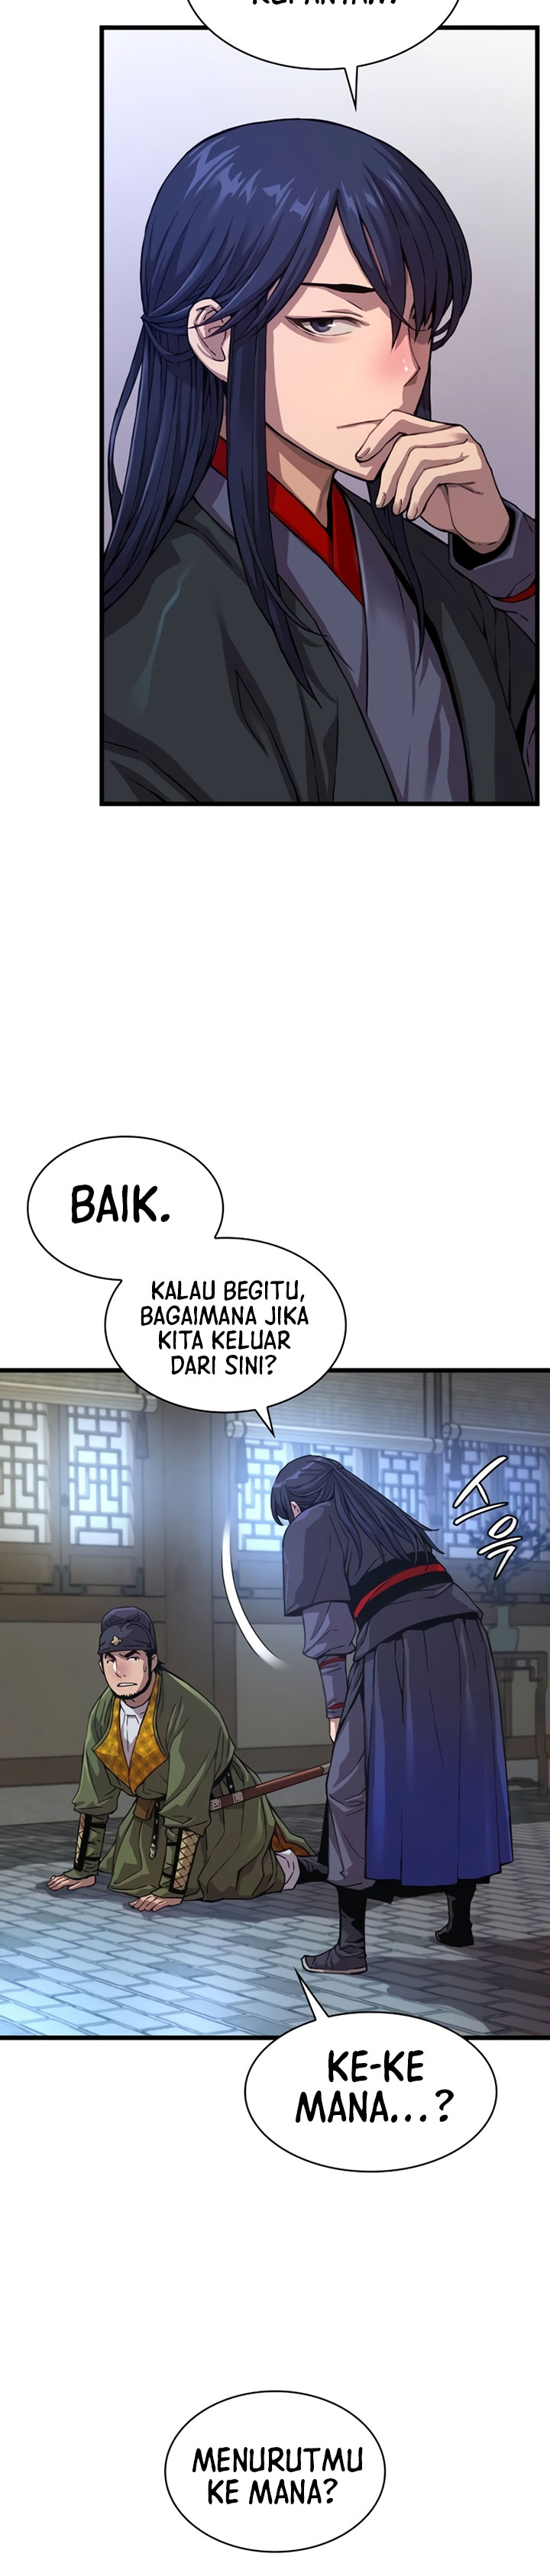 BAIK.
KALAU BEGITU,
BAGAIMANA JIKA
KITA KELUAR
DARI SINI?
스윽
KE-KE
MANA...?
MENURUTMU
KE MANA?